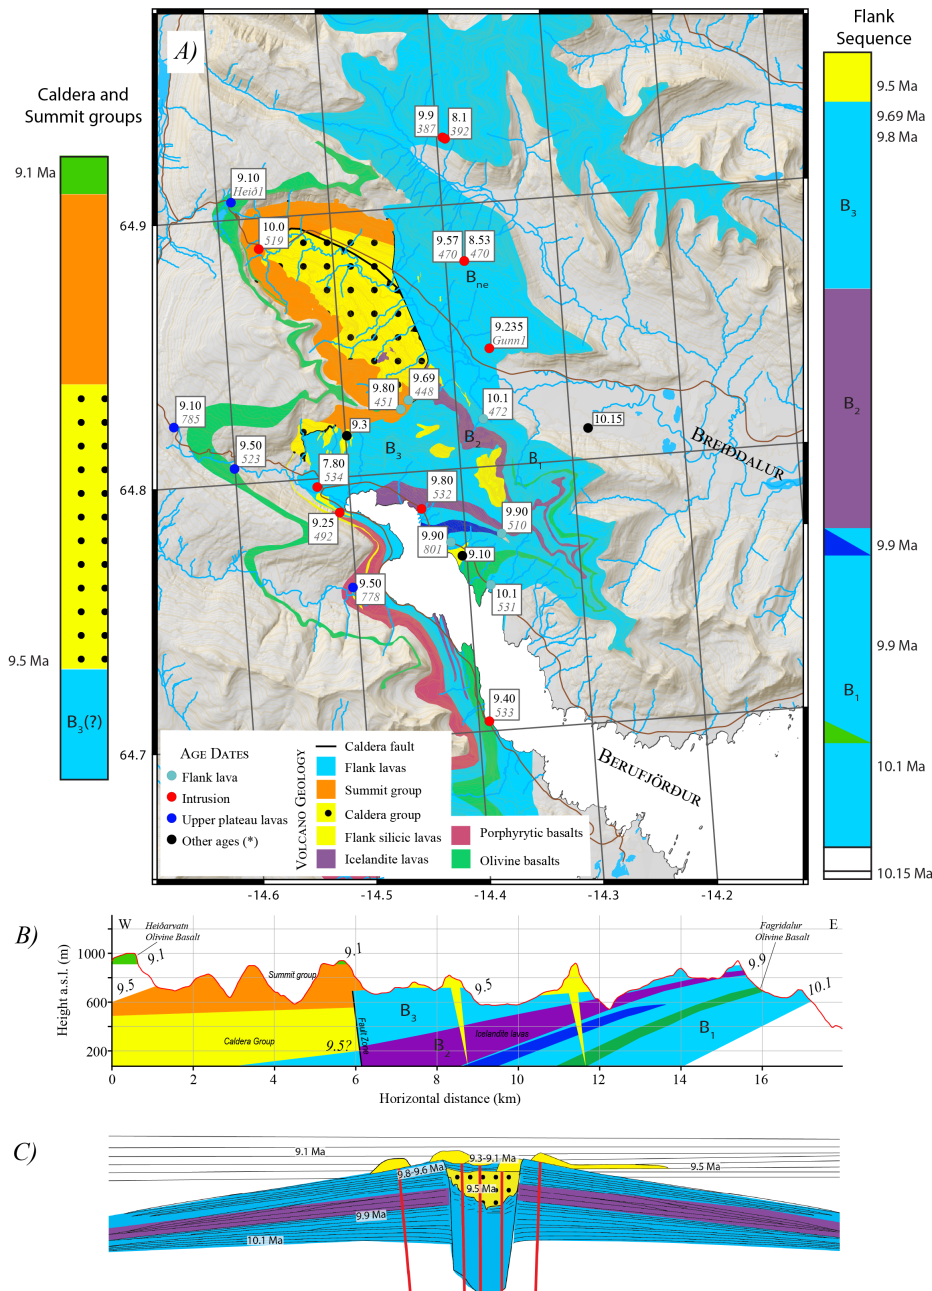 A)
Caldera and
Summit groups
9.1 Ma
9.5 Ma
B3(?)
Flank
Sequence
9.5 Ma
9.69 Ma
9.8 Ma
B3
B2
9.9 Ma
9.9 Ma
B1
10.1 Ma
10.15 Ma
64.9
64.8
64.7
-14.6
-14.5
-14.4
-14.3
-14.2
9.9
387
8.1
392
9.10
Heið1
10.0
519
9.57
470
8.53
470
Bne
9.235
Gunn1
9.80
451
9.69
448
10.1
472
10.15
9.10
785
9.3
9.50
523
B3
B2
B1
BREIÐDALUR
7.80
534
9.80
532
9.25
492
9.90
510
9.90
801
9.10
9.50
778
10.1
531
9.40
533
BERUFJÖRÐUR
AGE DATES
Flank lava
Intrusion
Upper plateau lavas
Other ages (*)
VOLCANO GEOLOGY
Caldera fault
Flank lavas
Summit group
Caldera group
Flank silicic lavas
Icelandite lavas
Porphyrytic basalts
Olivine basalts
B)
W
E
Heiðarvatn
Olivine Basalt
Fagridalur
Olivine Basalt
Height a.s.l. (m)
1000
600
200
9.1
9.5
Summit group
9.1
9.5
9.9
10.1
Caldera Group
9.5?
Fault Zone
B3
B2
Icelandite lavas
B1
0
2
4
6
8
10
12
14
16
Horizontal distance (km)
C)
9.1 Ma
9.3-9.1 Ma
9.5 Ma
9.8-9.6 Ma
9.5 Ma
9.9 Ma
10.1 Ma